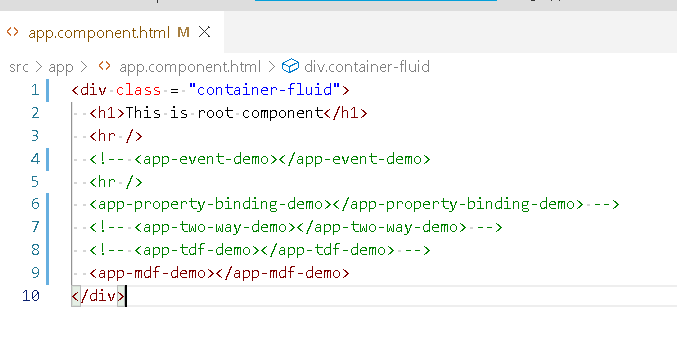 <> app.component.html M ×
src > app > <> app.component.html > div.container-fluid
1 <div class = "container-fluid">
2   <h1>This is root component</h1>
3   <hr />
4   <!-- <app-event-demo></app-event-demo>
5   <hr />
6   <app-property-binding-demo></app-property-binding-demo> -->
7   <!-- <app-two-way-demo></app-two-way-demo> -->
8   <!-- <app-tdf-demo></app-tdf-demo> -->
9   <app-mdf-demo></app-mdf-demo>
10 </div>